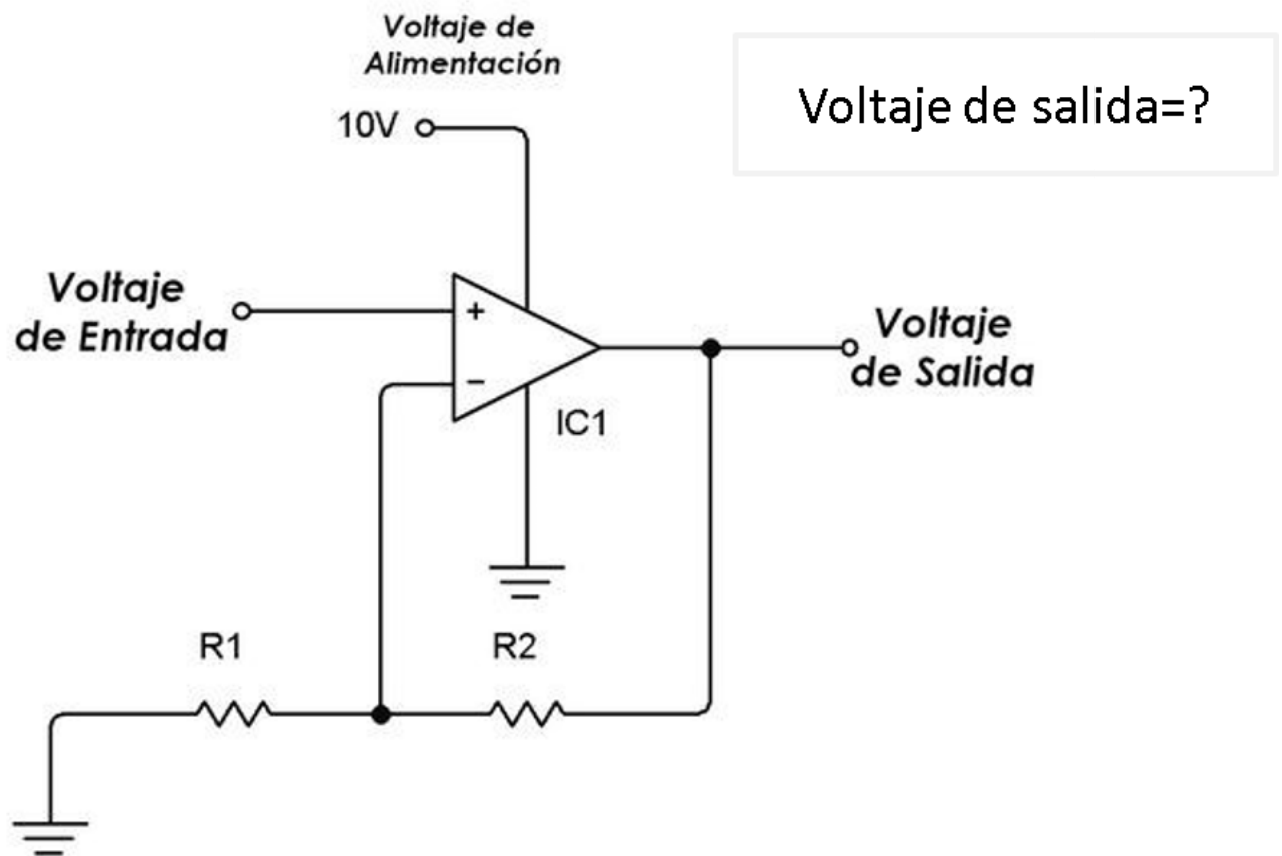 Voltaje de
Alimentación
Voltaje de salida=?
10V
Voltaje
de Entrada
+
−
Voltaje
de Salida
IC1
R1
R2